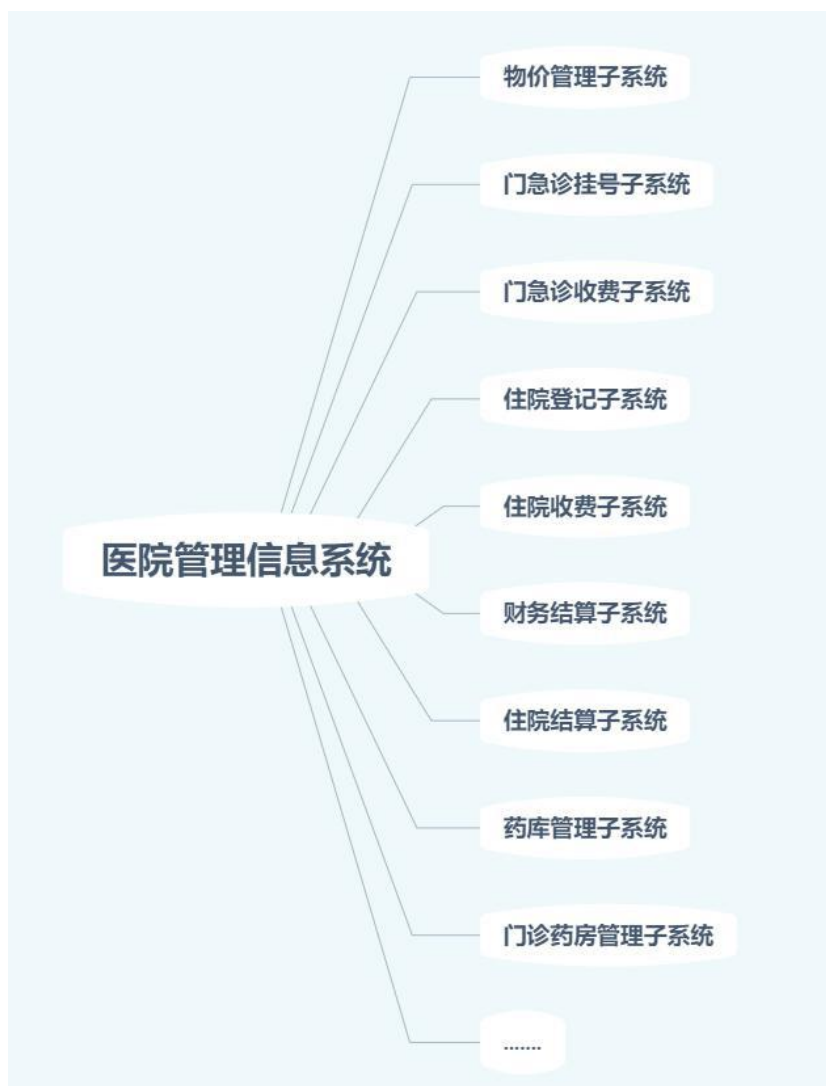 物价管理子系统
门急诊挂号子系统
门急诊收费子系统
住院登记子系统
住院收费子系统
医院管理信息系统
财务结算子系统
住院结算子系统
药库管理子系统
门诊药房管理子系统
.......